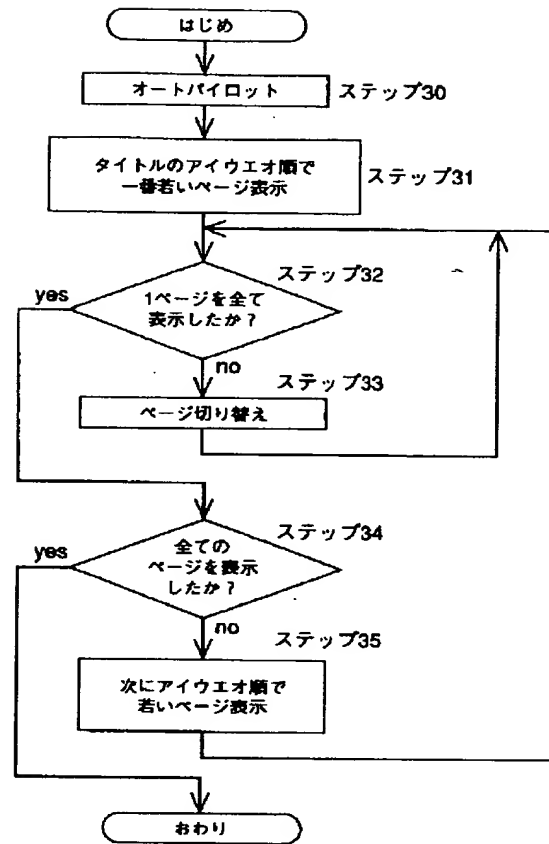 はじめ
オートパイロット
ステップ30
タイトルのアイウエオ順で
一番若いページ表示
ステップ31
ステップ32
yes
1ページを全て
表示したか？
no
ステップ33
ページ切り替え
ステップ34
yes
全ての
ページを表示
したか？
no
ステップ35
次にアイウエオ順で
若いページ表示
おわり